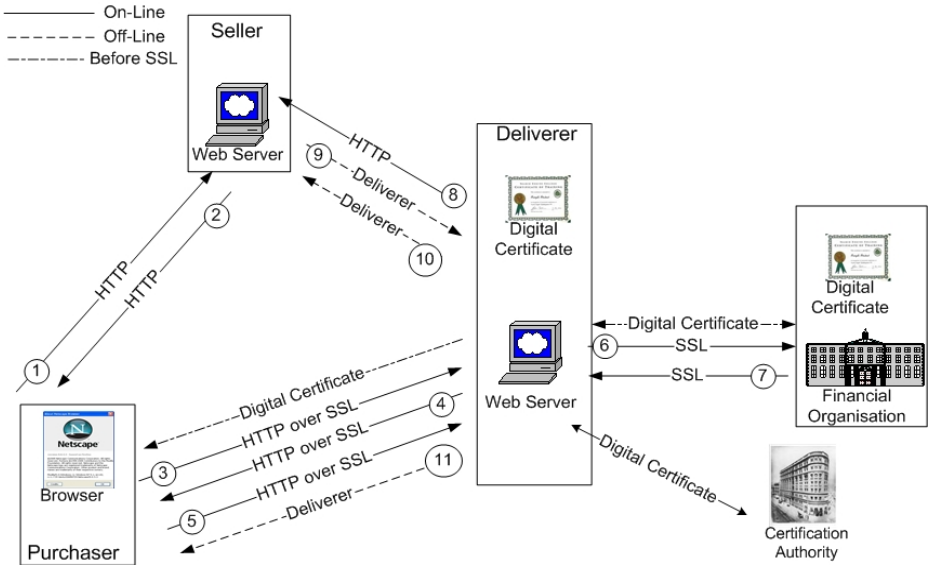 On-Line
Off-Line
Before SSL
Seller
Web Server
HTTP
8
9
Deliverer
Deliverer
10
2
HTTP
HTTP
1
Deliverer
Digital
Certificate
Web Server
Digital
Certificate
Financial
Organisation
Digital Certificate
6
SSL
SSL
7
Digital Certificate
Certification
Authority
Digital Certificate
HTTP over SSL
3
4
HTTP over SSL
HTTP over SSL
5
11
Deliverer
Netscape
Browser
Purchaser